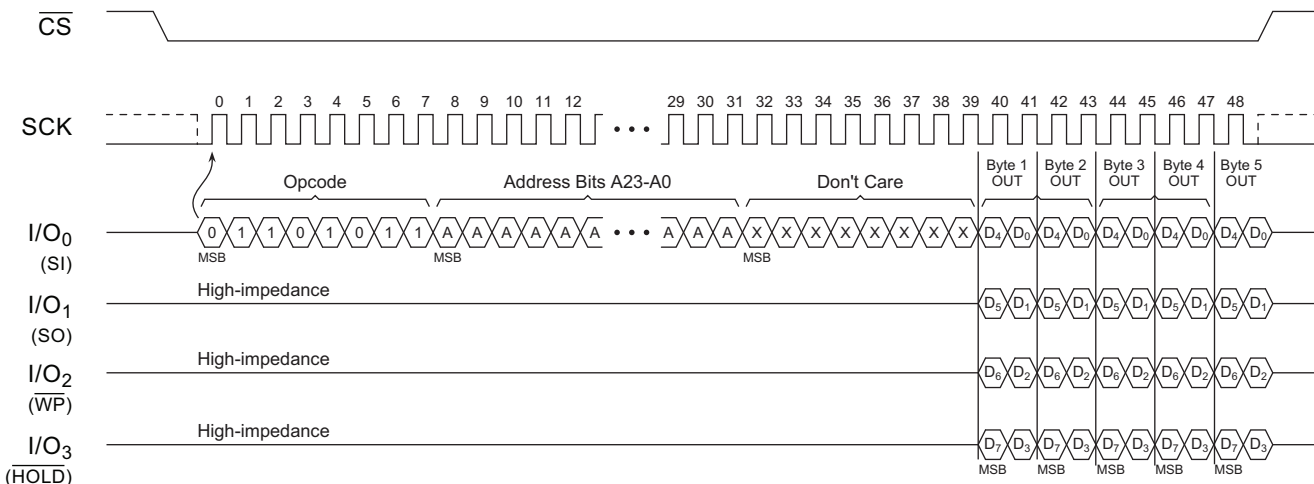 CS
SCK
0 1 2 3 4 5 6 7 8 9 10 11 12 29 30 31 32 33 34 35 36 37 38 39 40 41 42 43 44 45 46 47 48
• • •
Opcode Address Bits A23-A0 Don't Care
Byte 1 OUT
Byte 2 OUT
Byte 3 OUT
Byte 4 OUT
Byte 5 OUT
I/O0
(SI)
0 1 1 0 1 0 1 1 A A A A A A • • • A A A X X X X X X X X D4 D0 D4 D0 D4 D0 D4 D0 D4 D0
MSB MSB MSB
I/O1
(SO)
High-impedance
D5 D1 D5 D1 D5 D1 D5 D1 D5 D1
I/O2
(WP)
High-impedance
D6 D2 D6 D2 D6 D2 D6 D2 D6 D2
I/O3
(HOLD)
High-impedance
D7 D3 D7 D3 D7 D3 D7 D3 D7 D3
MSB MSB MSB MSB MSB